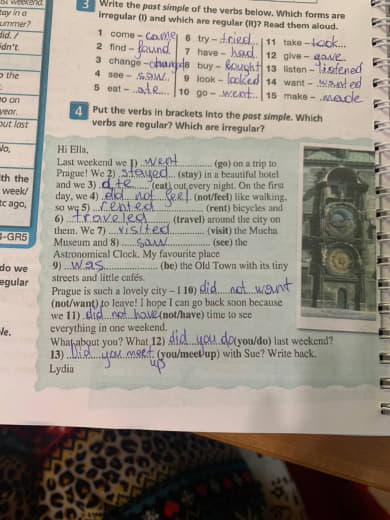 st weekend.
tay in a
ummer?
did. /
idn't.
o the
o on
year.
out last
No,
ith the
week/
tc ago,
4-GR5
do we
egular
le.
3 Write the past simple of the verbs below. Which forms are
irregular (I) and which are regular (R)? Read them aloud.
1 come – came 6 try – tried 11 take – took
2 find – found 7 have – had 12 give – gave
3 change – changed 8 buy – bought 13 listen – listened
4 see – saw 9 look – looked 14 want – wanted
5 eat – ate 10 go – went 15 make – made
4 Put the verbs in brackets into the past simple. Which
verbs are regular? Which are irregular?
Hi Ella,
Last weekend we 1) went (go) on a trip to
Prague! We 2) stayed (stay) in a beautiful hotel
and we 3) ate (eat) out every night. On the first
day, we 4) did not feel (not/feel) like walking,
so we 5) rented (rent) bicycles and
6) traveled (travel) around the city on
them. We 7) visited (visit) the Mucha
Museum and 8) saw (see) the
Astronomical Clock. My favourite place
9) was (be) the Old Town with its tiny
streets and little cafés.
Prague is such a lovely city – I 10) did not want
(not/want) to leave! I hope I can go back soon because
we 11) did not have (not/have) time to see
everything in one weekend.
What about you? What 12) did you do (you/do) last weekend?
13) Did you meet up (you/meet up) with Sue? Write back.
Lydia